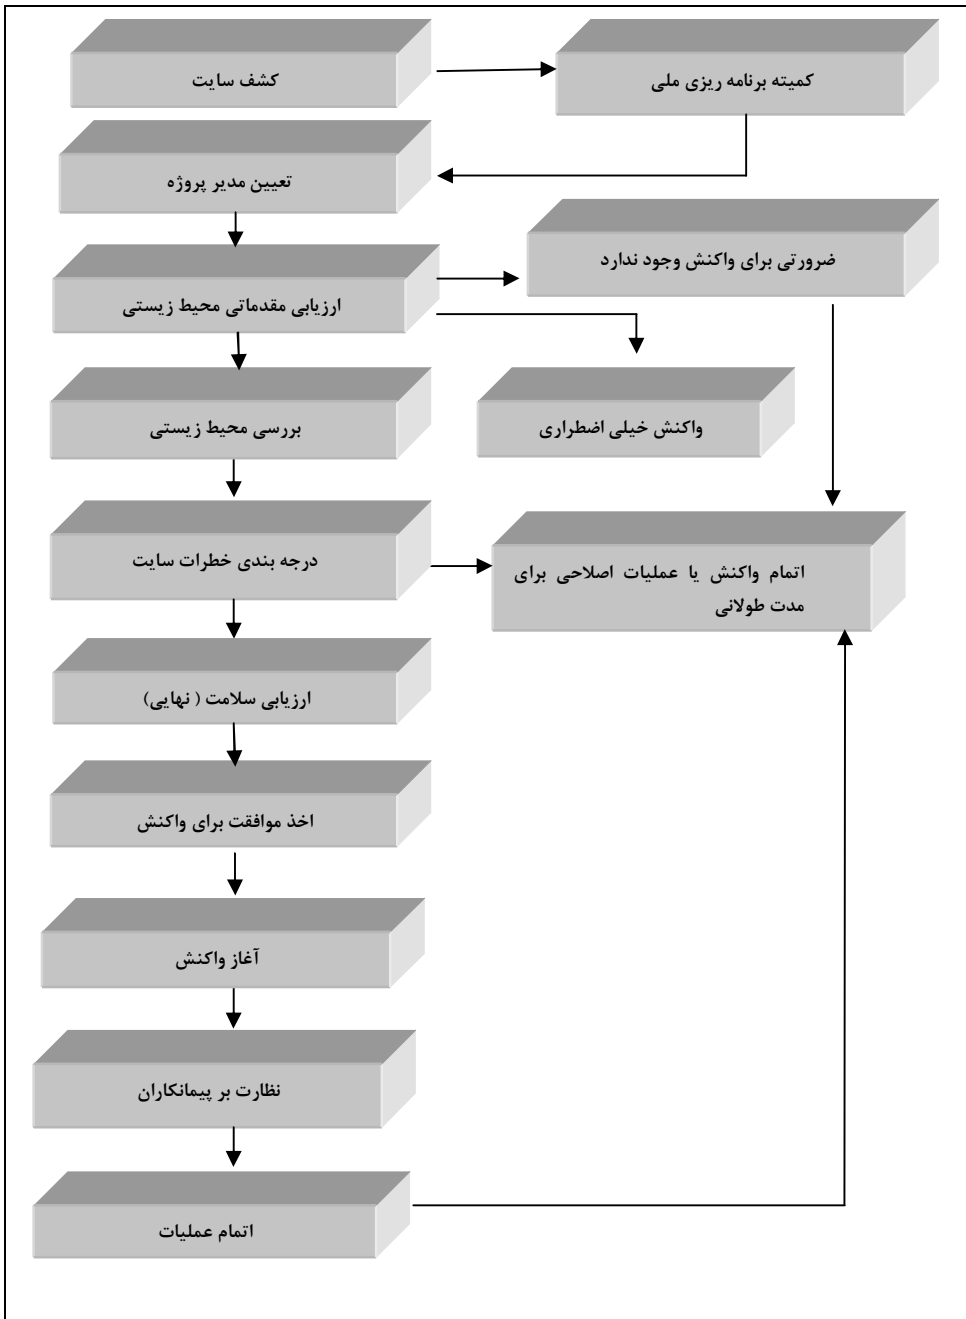 کشف سایت
کمیته برنامه ریزی ملی
تعیین مدیر پروژه
ضرورتی برای واکنش وجود ندارد
ارزیابی مقدماتی محیط زیستی
واکنش خیلی اضطراری
بررسی محیط زیستی
درجه بندی خطرات سایت
اتمام واکنش یا عملیات اصلاحی برای
مدت طولانی
ارزیابی سلامت ( نهایی)
اخذ موافقت برای واکنش
آغاز واکنش
نظارت بر پیمانکاران
اتمام عملیات